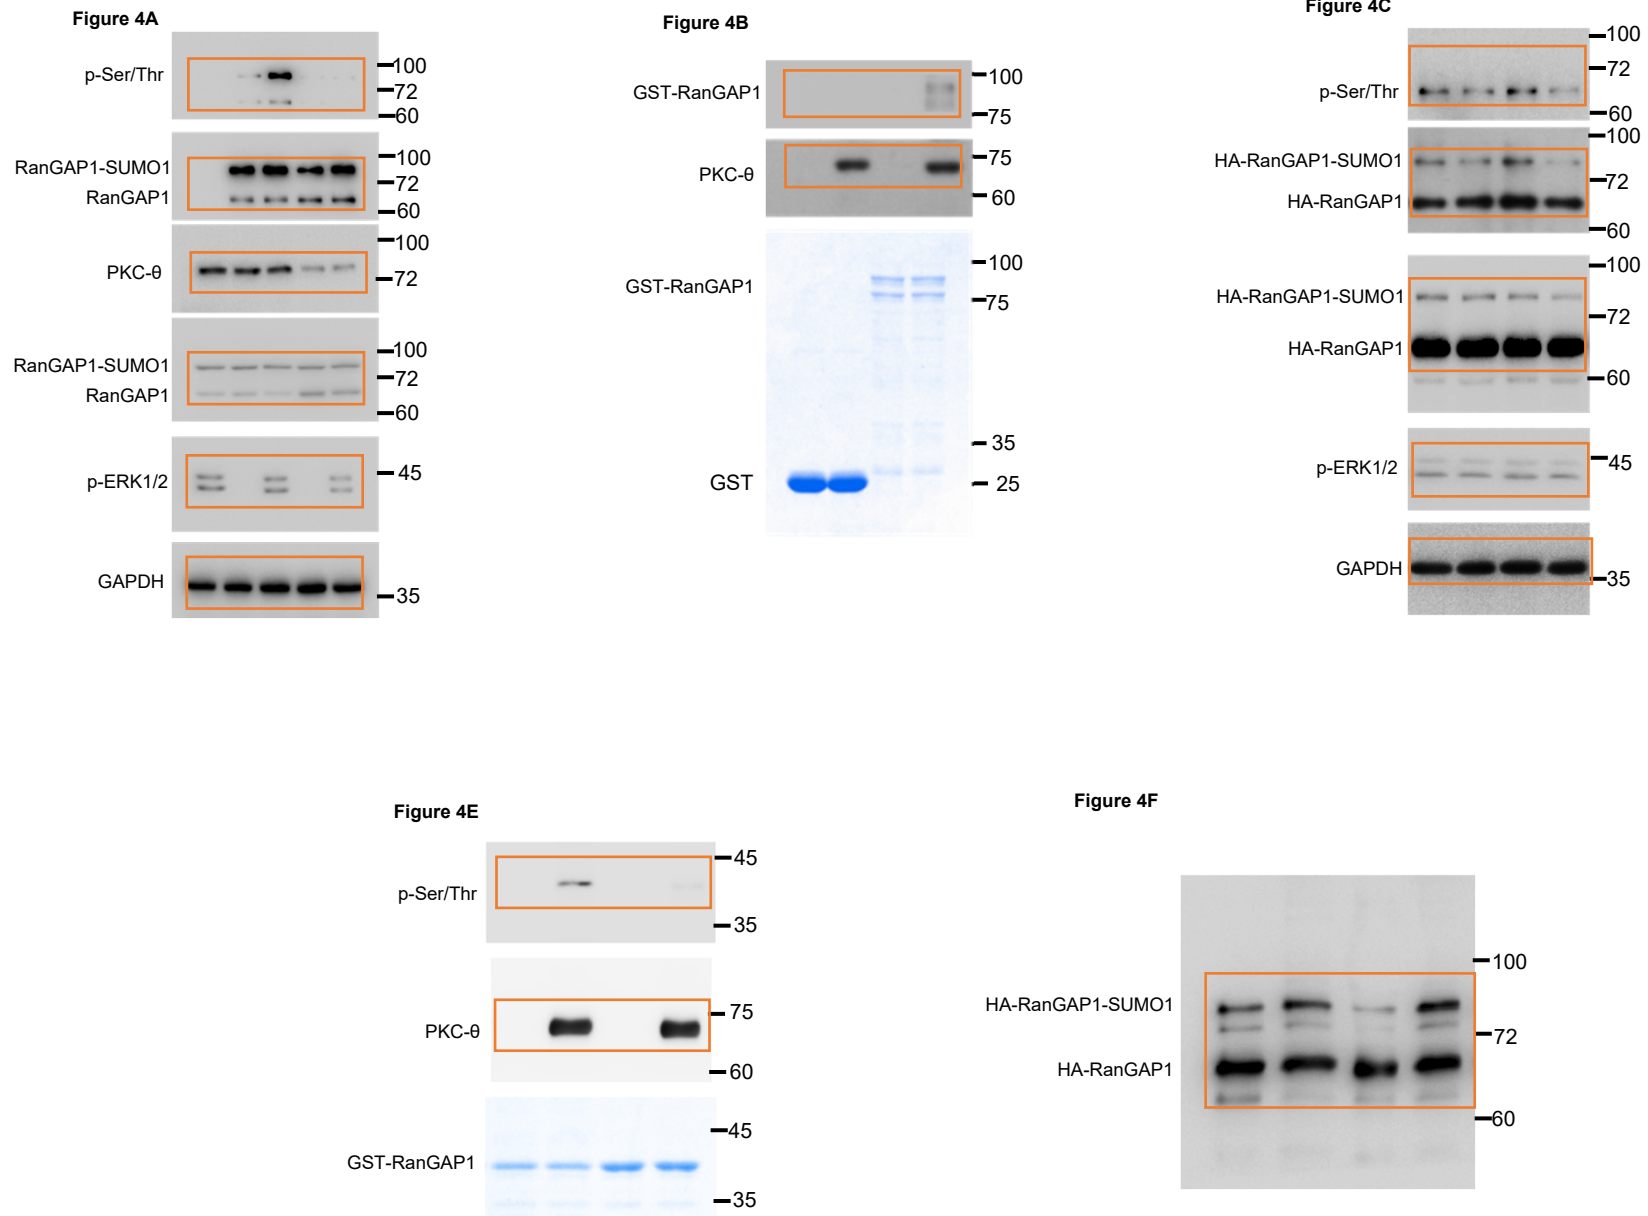 Figure 4A
p-Ser/Thr
100
72
60
RanGAP1-SUMO1
RanGAP1
100
72
60
PKC-θ
100
72
RanGAP1-SUMO1
RanGAP1
100
72
60
p-ERK1/2
45
GAPDH
35
Figure 4B
GST-RanGAP1
100
75
PKC-θ
75
60
GST-RanGAP1
100
75
35
GST
25
Figure 4C
p-Ser/Thr
100
72
60
HA-RanGAP1-SUMO1
HA-RanGAP1
100
72
60
HA-RanGAP1-SUMO1
HA-RanGAP1
100
72
60
p-ERK1/2
45
GAPDH
35
Figure 4E
p-Ser/Thr
45
35
PKC-θ
75
60
GST-RanGAP1
45
35
Figure 4F
HA-RanGAP1-SUMO1
HA-RanGAP1
100
72
60